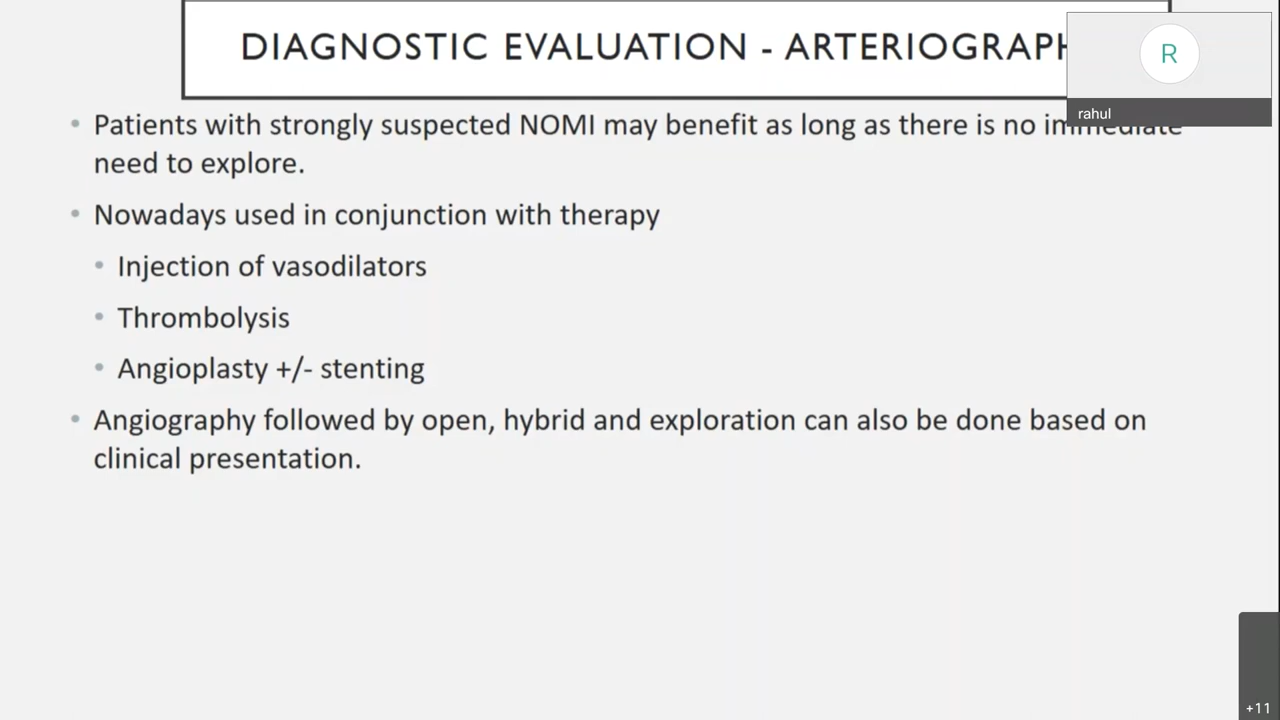 DIAGNOSTIC EVALUATION - ARTERIOGRAPH
R
rahul
• Patients with strongly suspected NOMI may benefit as long as there is no immediate
need to explore.
• Nowadays used in conjunction with therapy
• Injection of vasodilators
• Thrombolysis
• Angioplasty +/- stenting
• Angiography followed by open, hybrid and exploration can also be done based on
clinical presentation.
+11